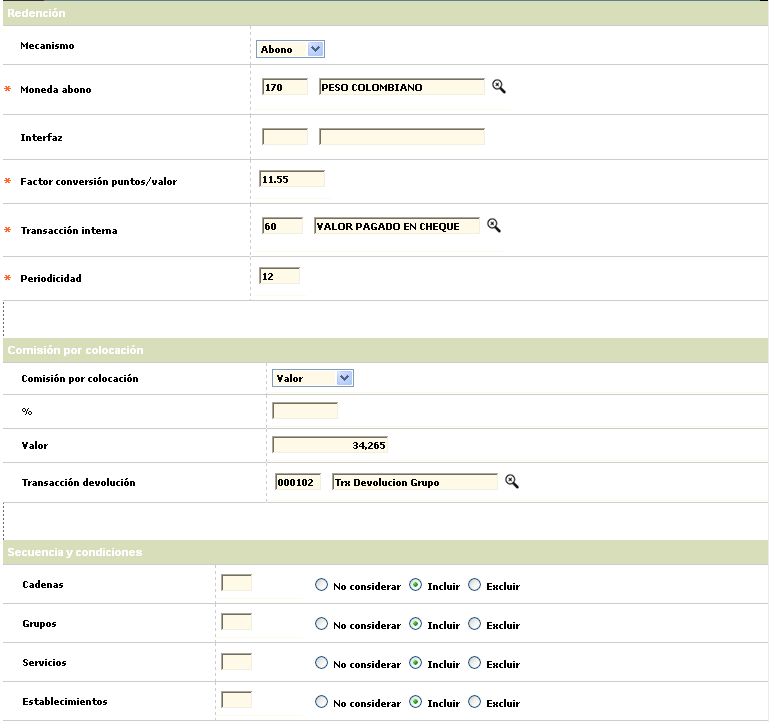 Redención
Mecanismo Abono
* Moneda abono 170 PESO COLOMBIANO
Interfaz
* Factor conversión puntos/valor 11.55
* Transacción interna 60 VALOR PAGADO EN CHEQUE
* Periodicidad 12
Comisión por colocación
Comisión por colocación Valor
%
Valor 34,265
Transacción devolución 000102 Trx Devolucion Grupo
Secuencia y condiciones
Cadenas No considerar Incluir Excluir
Grupos No considerar Incluir Excluir
Servicios No considerar Incluir Excluir
Establecimientos No considerar Incluir Excluir